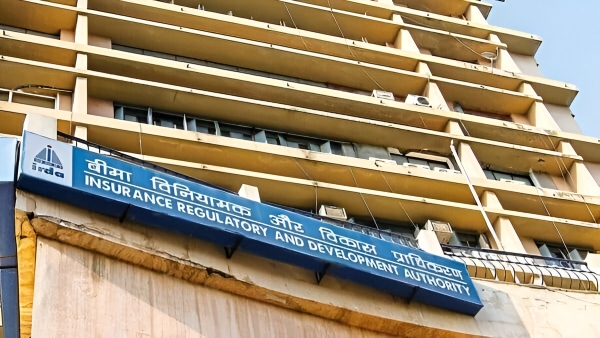 irda
बीमा विनियामक और विकास प्राधिकरण
INSURANCE REGULATORY AND DEVELOPMENT AUTHORITY